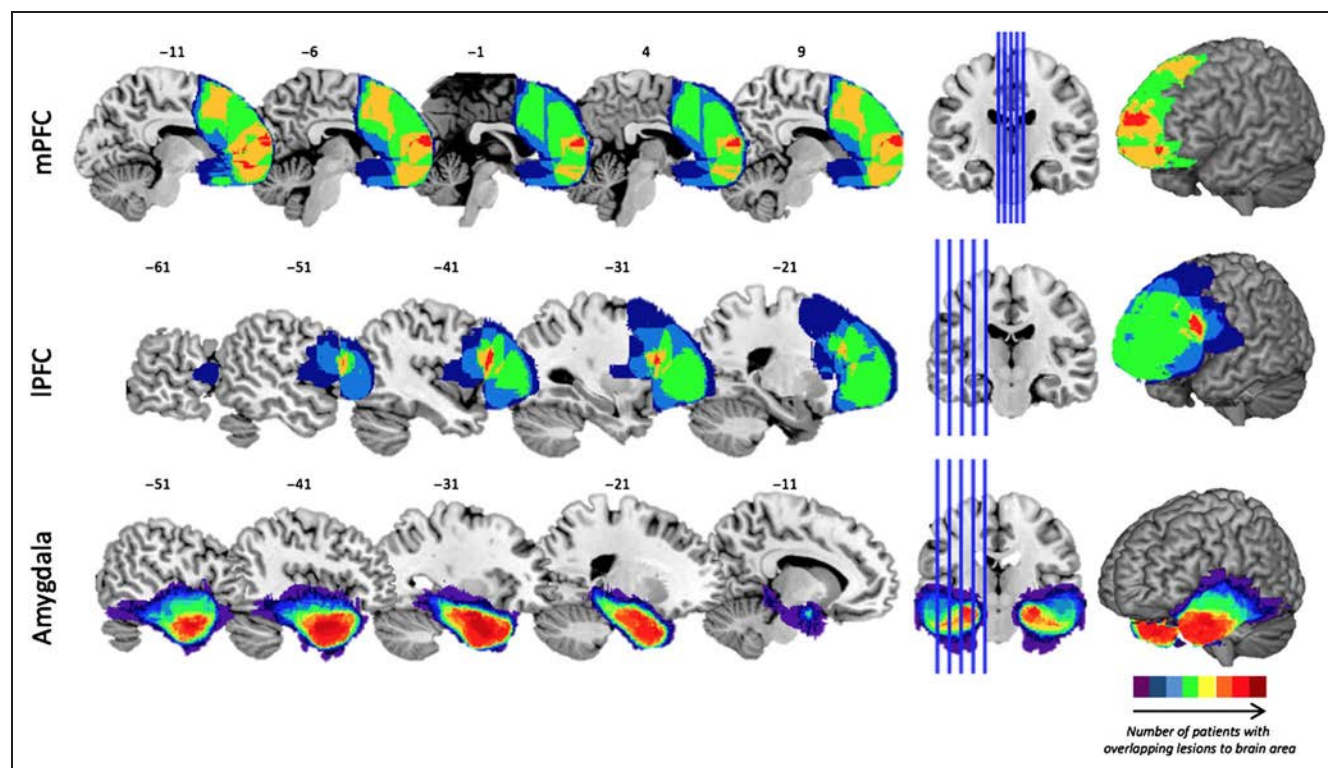 −11 −6 −1 4 9
mPFC
−61 −51 −41 −31 −21
lPFC
−51 −41 −31 −21 −11
Amygdala
Number of patients with
overlapping lesions to brain area